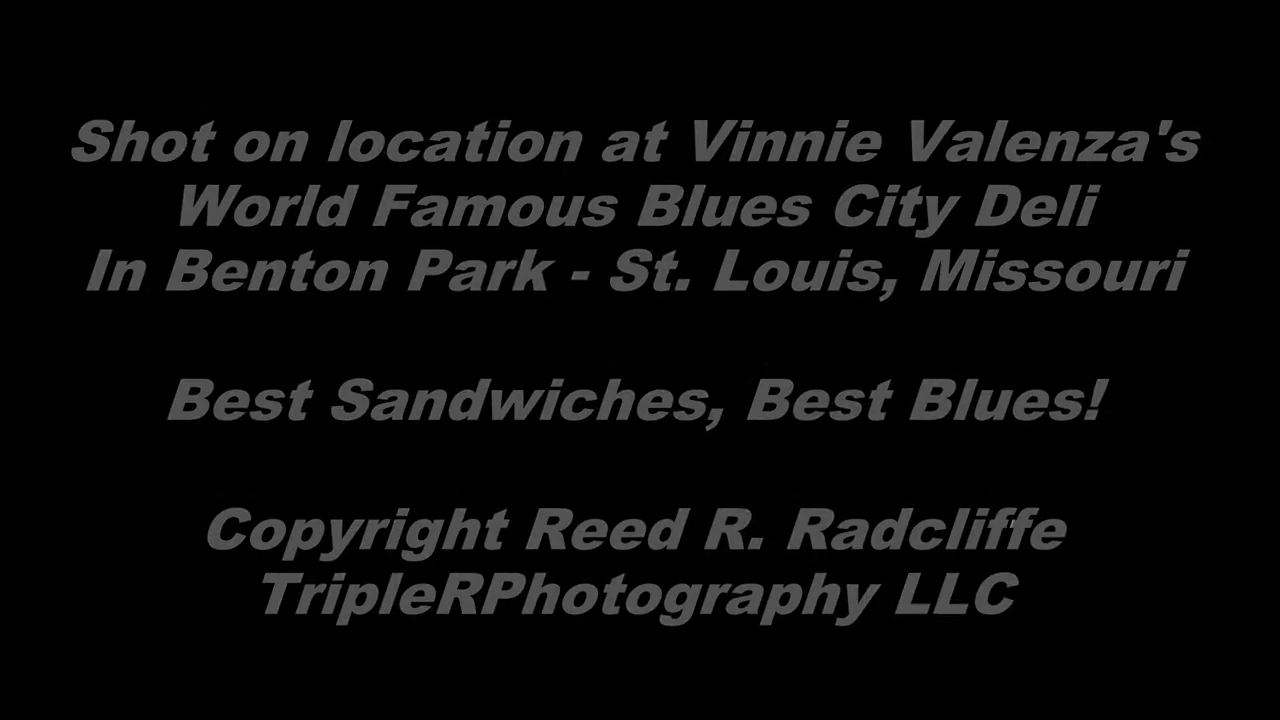 Shot on location at Vinnie Valenza's
World Famous Blues City Deli
In Benton Park - St. Louis, Missouri
Best Sandwiches, Best Blues!
Copyright Reed R. Radcliffe
TripleRPhotography LLC